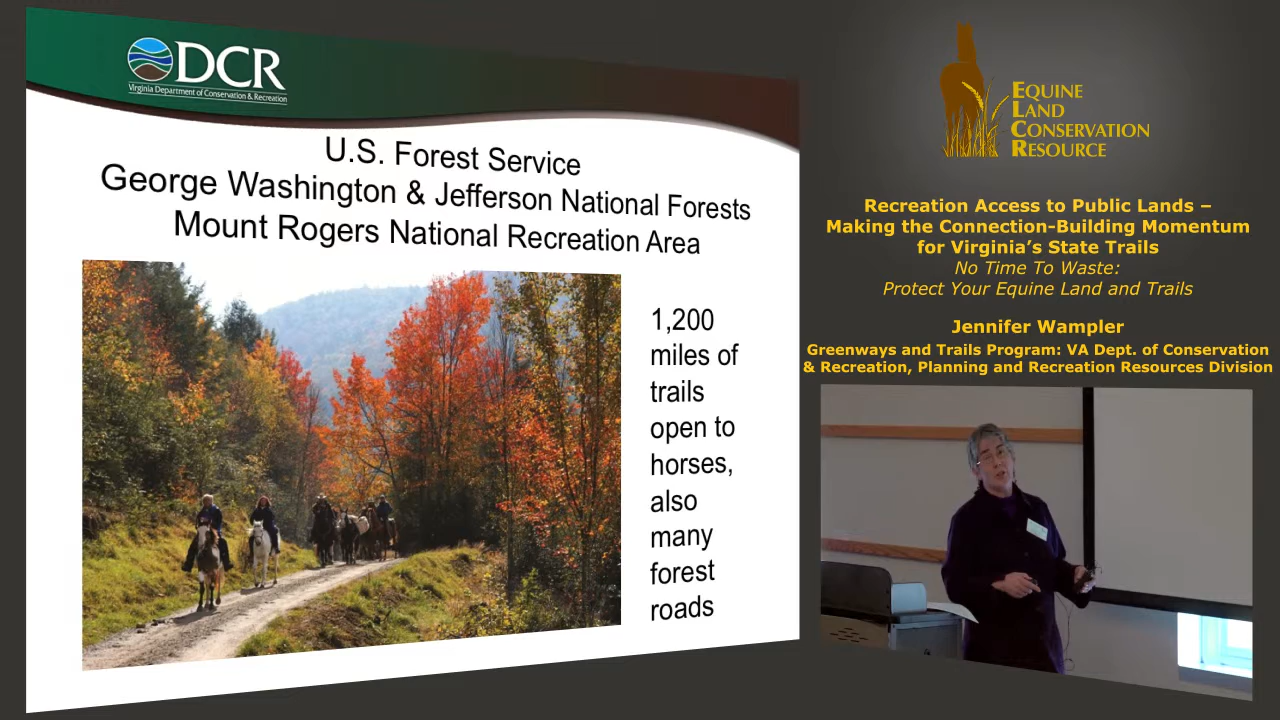 DCR
Virginia Department of Conservation & Recreation
U.S. Forest Service
George Washington & Jefferson National Forests
Mount Rogers National Recreation Area
1,200
miles of
trails
open to
horses,
also
many
forest
roads
EQUINE
LAND
CONSERVATION
RESOURCE
Recreation Access to Public Lands –
Making the Connection-Building Momentum
for Virginia's State Trails
No Time To Waste:
Protect Your Equine Land and Trails
Jennifer Wampler
Greenways and Trails Program: VA Dept. of Conservation
& Recreation, Planning and Recreation Resources Division